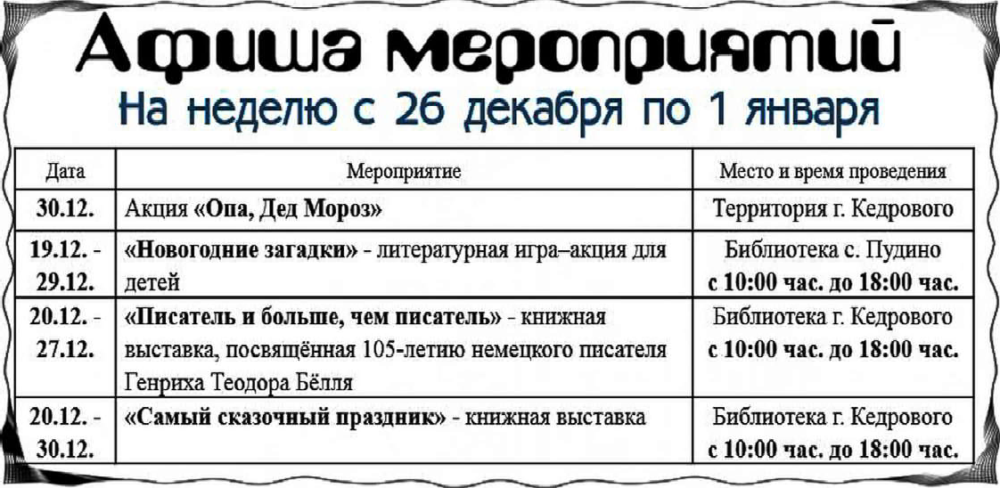 Афиша мероприятий
На неделю с 26 декабря по 1 января
Дата Мероприятие Место и время проведения
30.12. Акция «Опа, Дед Мороз» Территория г. Кедрового
19.12. - «Новогодние загадки» - литературная игра–акция для Библиотека с. Пудино
29.12. детей с 10:00 час. до 18:00 час.
20.12. - «Писатель и больше, чем писатель» - книжная Библиотека г. Кедрового
27.12. выставка, посвящённая 105-летию немецкого писателя с 10:00 час. до 18:00 час.
Генриха Теодора Бёлля
20.12. - «Самый сказочный праздник» - книжная выставка Библиотека г. Кедрового
30.12. с 10:00 час. до 18:00 час.